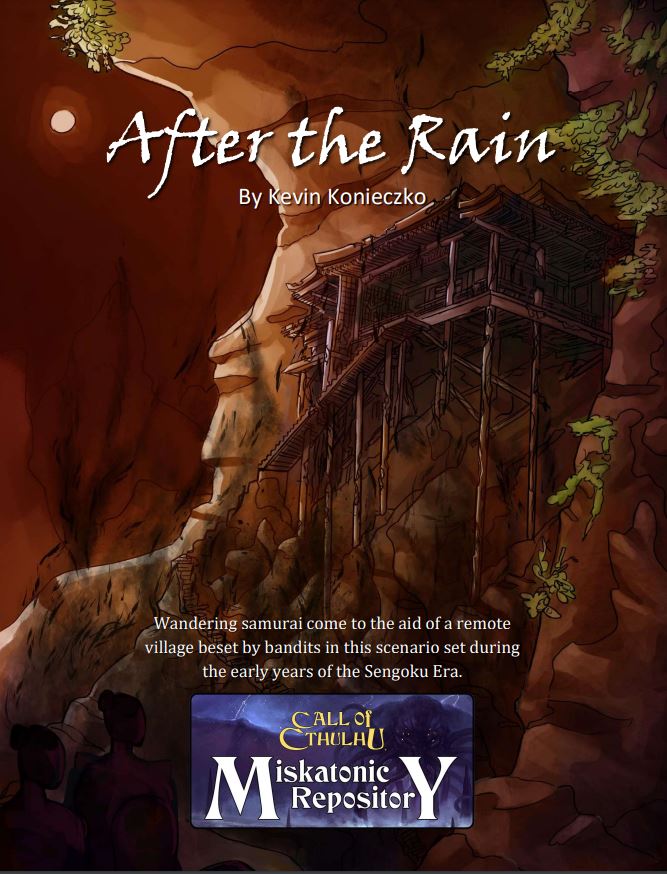 After the Rain
By Kevin Konieczko
Wandering samurai come to the aid of a remote
village beset by bandits in this scenario set during
the early years of the Sengoku Era.
CALL of
CTHULHU
Miskatonic
RepositorY